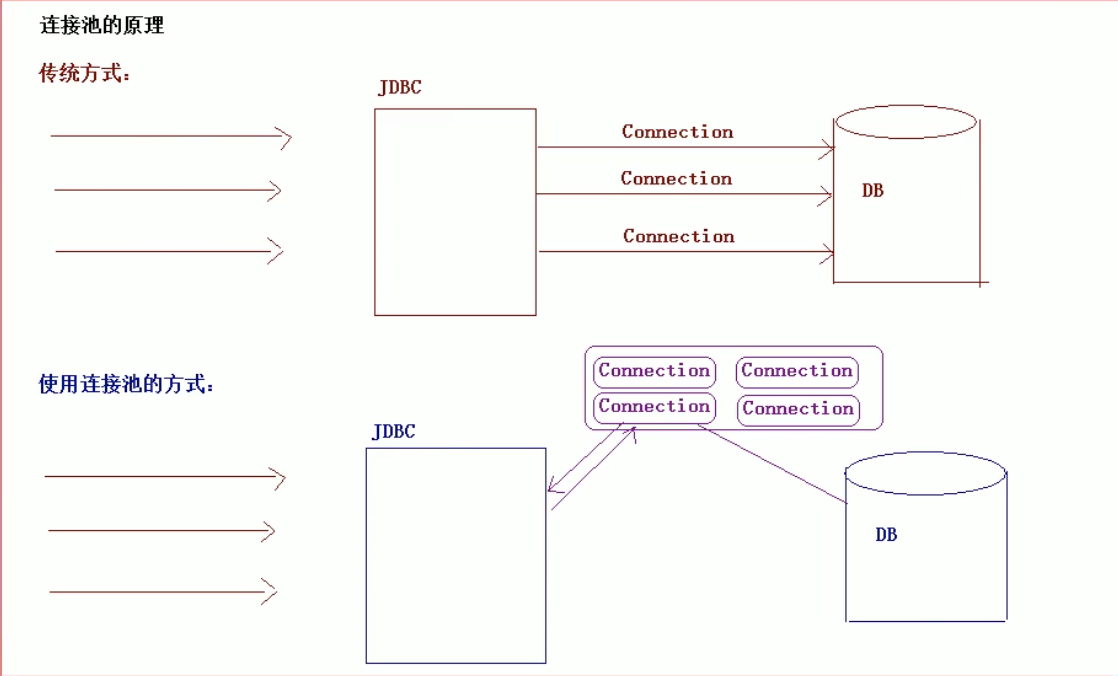 连接池的原理
传统方式：
JDBC
Connection
Connection
DB
Connection
使用连接池的方式：
Connection Connection
Connection Connection
JDBC
DB